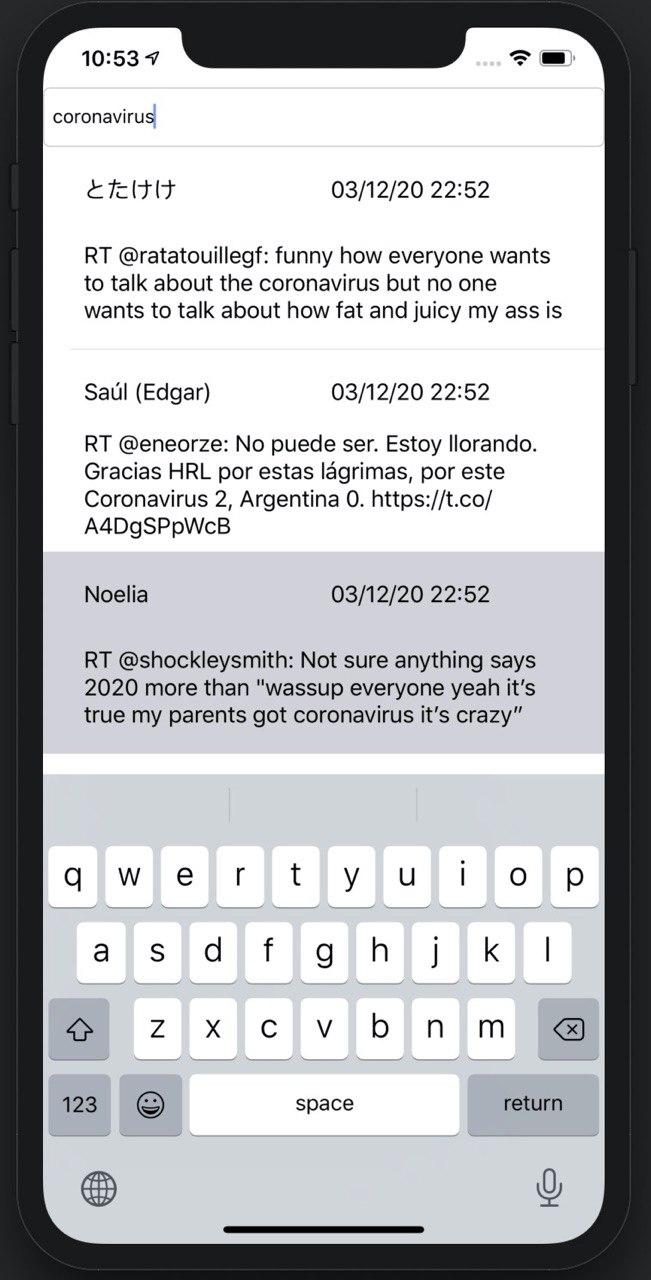 10:53
coronavirus
とたけけ 03/12/20 22:52
RT @ratatouillegf: funny how everyone wants
to talk about the coronavirus but no one
wants to talk about how fat and juicy my ass is
Saúl (Edgar) 03/12/20 22:52
RT @eneorze: No puede ser. Estoy llorando.
Gracias HRL por estas lágrimas, por este
Coronavirus 2, Argentina 0. https://t.co/
A4DgSPpWcB
Noelia 03/12/20 22:52
RT @shockleysmith: Not sure anything says
2020 more than "wassup everyone yeah it’s
true my parents got coronavirus it’s crazy”
q w e r t y u i o p
a s d f g h j k l
z x c v b n m
123 space return